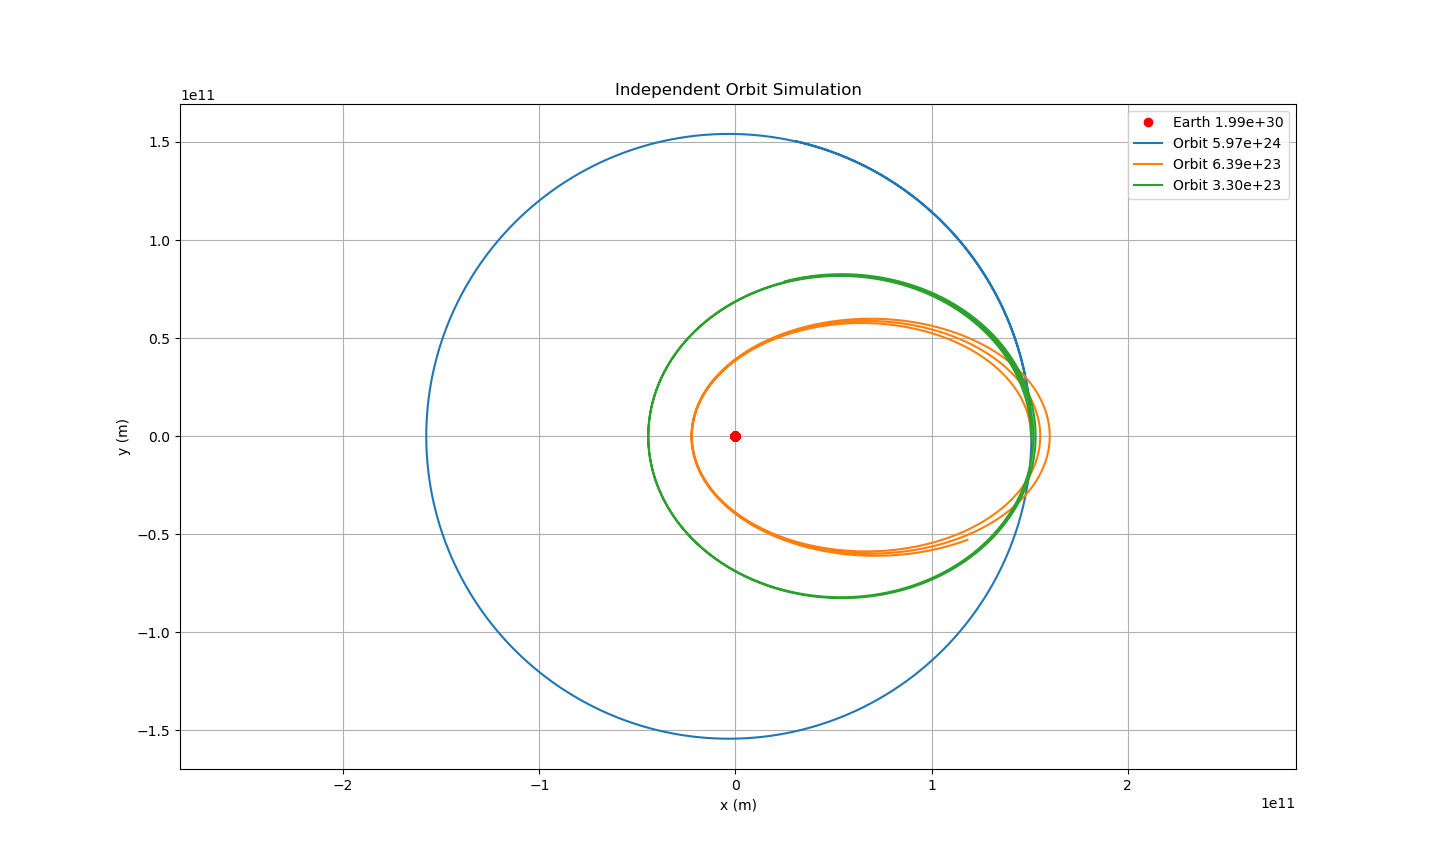 Independent Orbit Simulation
1e11
Earth 1.99e+30
Orbit 5.97e+24
Orbit 6.39e+23
Orbit 3.30e+23
1.5
1.0
0.5
0.0
−0.5
−1.0
−1.5
y (m)
−2 −1 0 1 2
x (m)
1e11